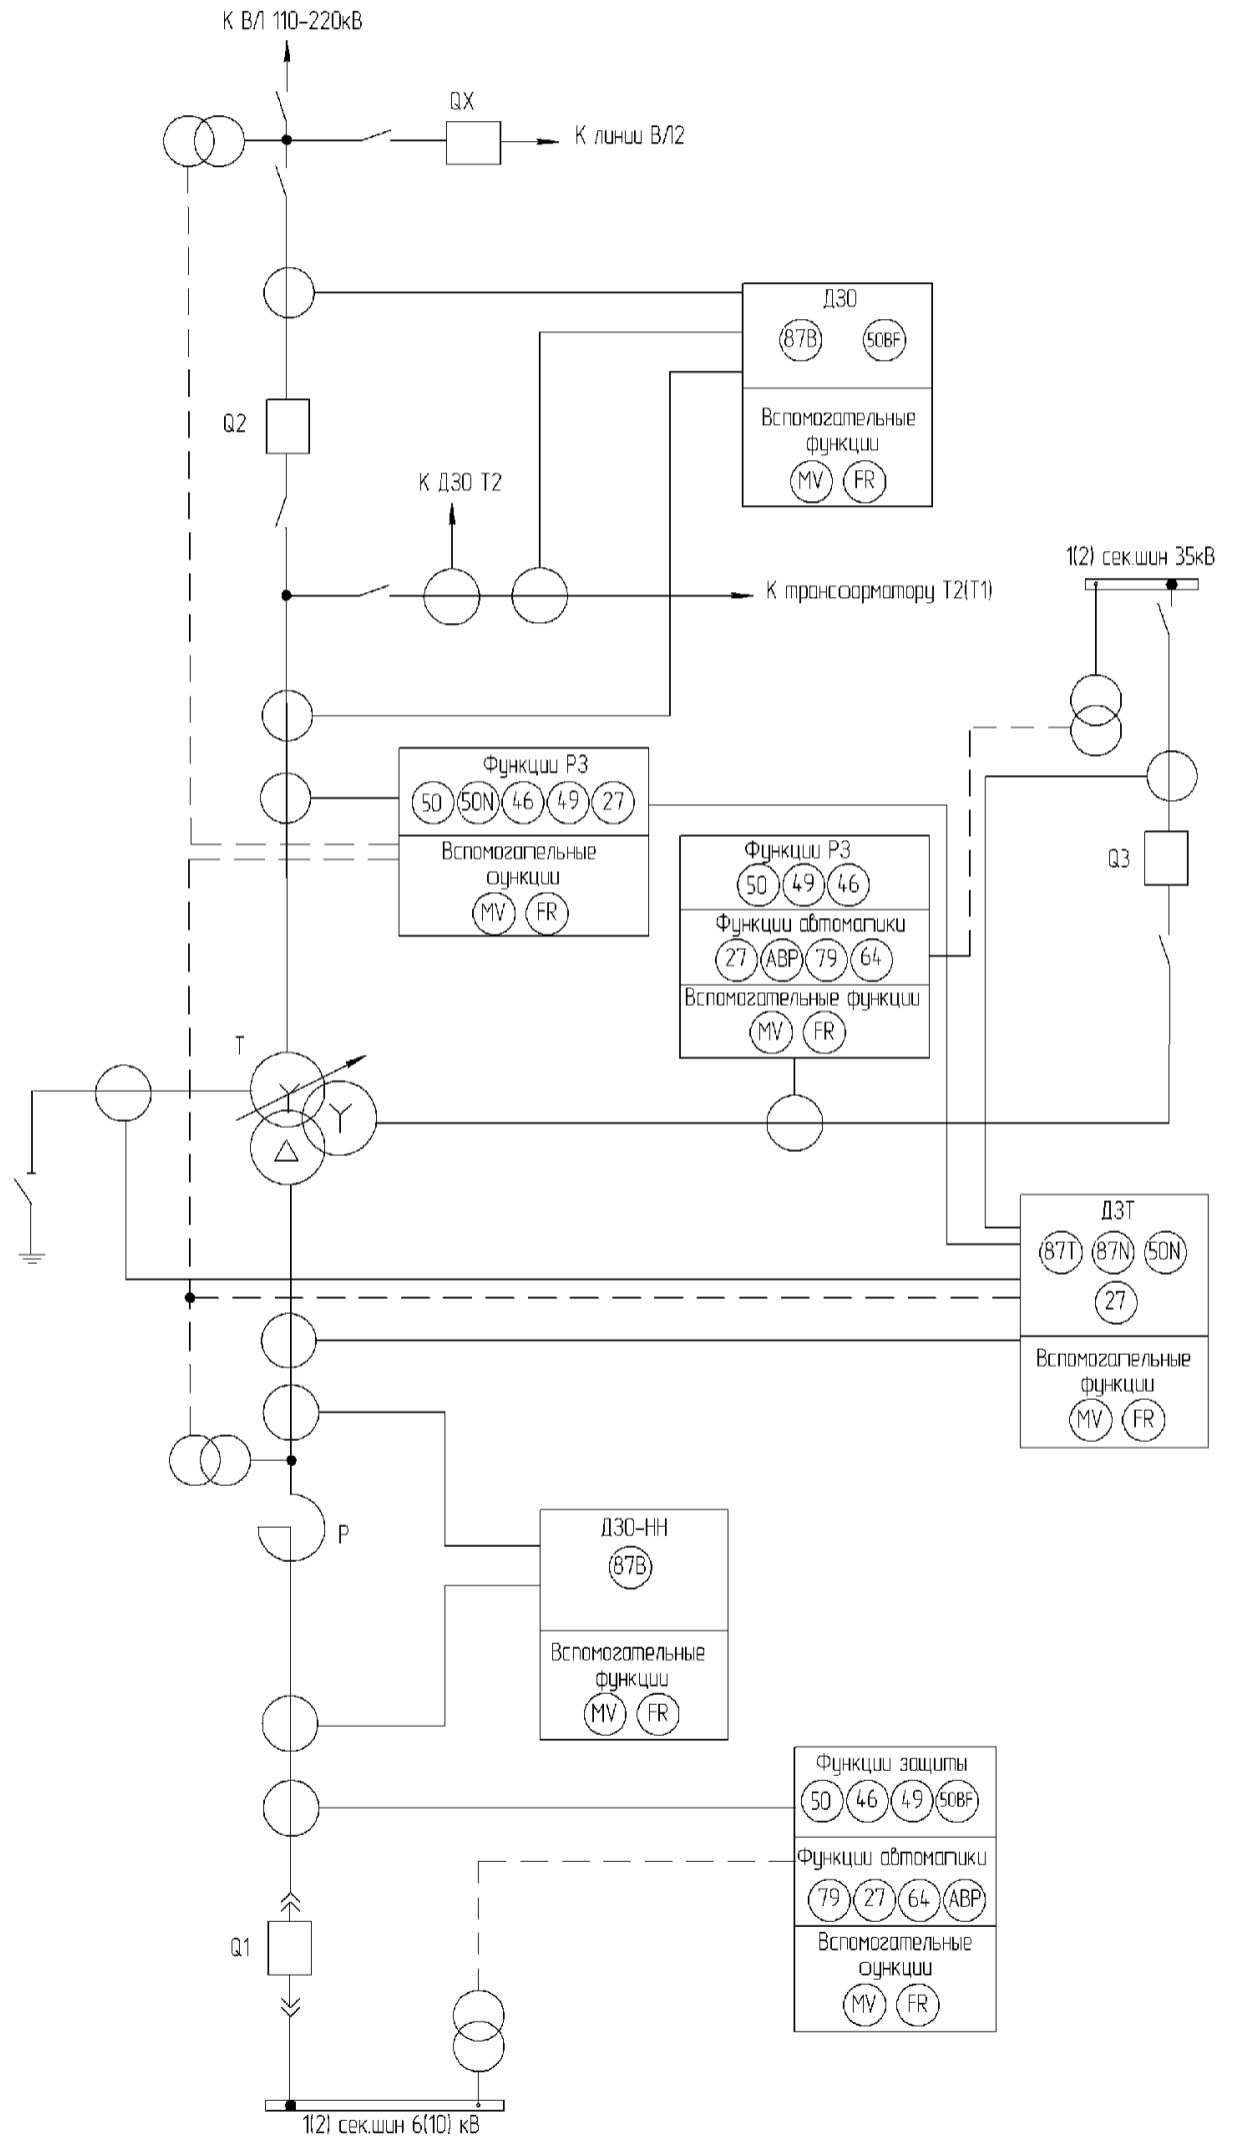 К ВЛ 110-220кВ
QX
К линии ВЛ2
ДЗО
87B 50BF
Q2
Вспомогательные
функции
MV FR
К ДЗО Т2
1(2) сек.шин 35кВ
К трансформатору Т2(Т1)
Функции РЗ
50 50N 46 49 27
Вспомогательные
функции
MV FR
Функции РЗ
50 49 46
Функции автоматики
27 АВР 79 64
Вспомогательные функции
MV FR
Q3
Т
ДЗТ
87T 87N 50N
27
Вспомогательные
функции
MV FR
Р
ДЗО-НН
87B
Вспомогательные
функции
MV FR
Функции защиты
50 46 49 50BF
Функции автоматики
79 27 64 АВР
Вспомогательные
функции
MV FR
Q1
1(2) сек.шин 6(10) кВ